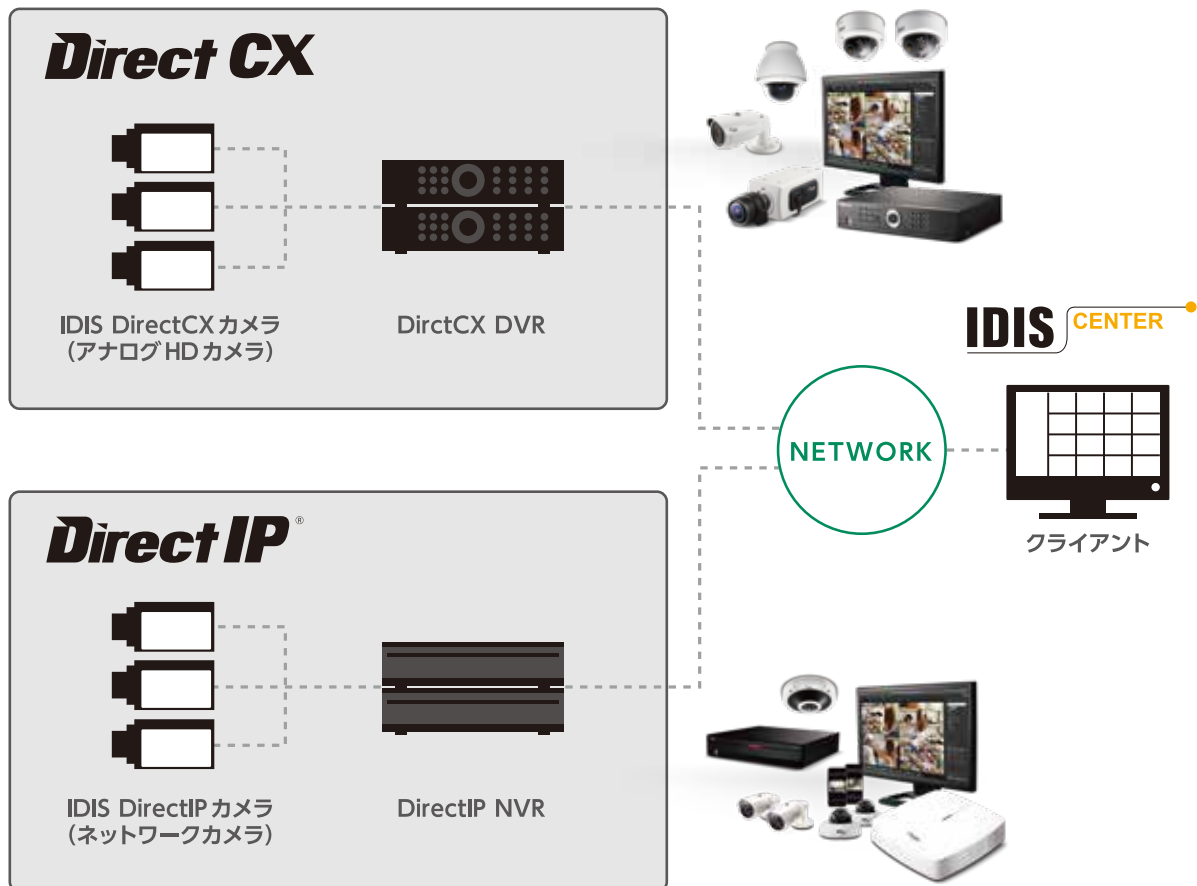 Direct CX
IDIS DirectCXカメラ
(アナログHDカメラ)
DirctCX DVR
IDIS CENTER
NETWORK
クライアント
Direct IP®
IDIS DirectIPカメラ
(ネットワークカメラ)
DirectIP NVR